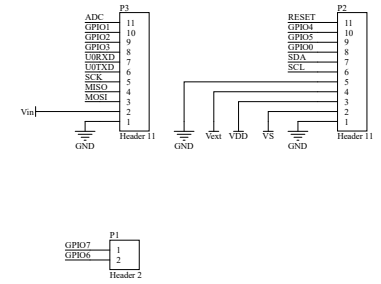 P3
ADC 11
GPIO1 10
GPIO2 9
GPIO3 8
U0RXD 7
U0TXD 6
SCK 5
MISO 4
MOSI 3
Vin 2
1
GND
Header 11
P2
RESET 11
GPIO4 10
GPIO5 9
GPIO0 8
SDA 7
SCL 6
5
4
3
2
1
GND Vext VDD VS GND
Header 11
P1
GPIO7 1
GPIO6 2
Header 2